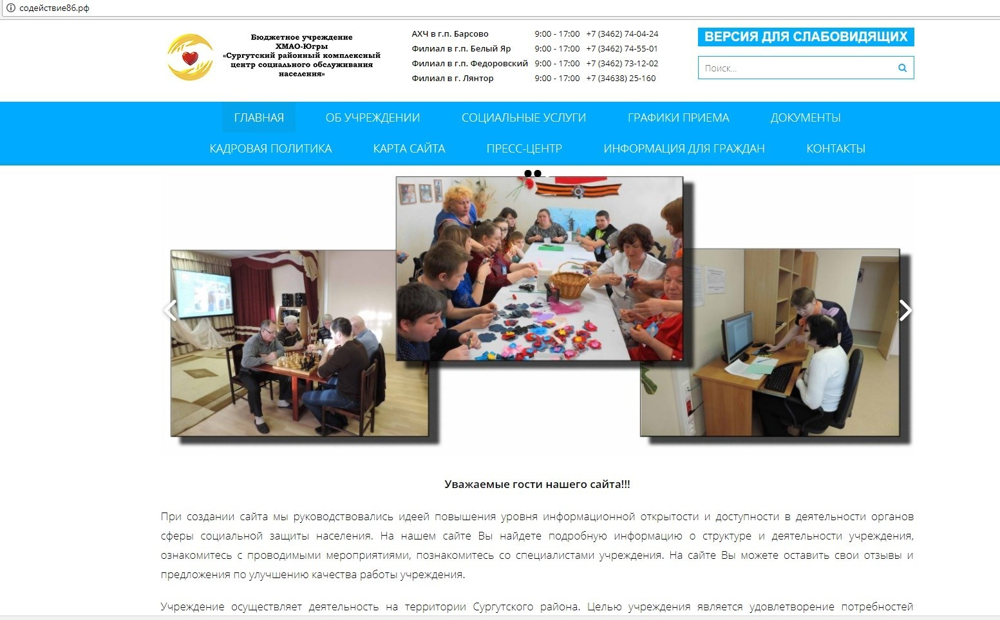 содействие86.рф
Бюджетное учреждение
ХМАО-Югры
«Сургутский районный комплексный
центр социального обслуживания
населения»
АХЧ в г.п. Барсово 9:00 - 17:00 +7 (3462) 74-04-24
Филиал в г.п. Белый Яр 9:00 - 17:00 +7 (3462) 74-55-01
Филиал в г.п. Федоровский 9:00 - 17:00 +7 (3462) 73-12-02
Филиал в г. Лянтор 9:00 - 17:00 +7 (34638) 25-160
ВЕРСИЯ ДЛЯ СЛАБОВИДЯЩИХ
Поиск...
ГЛАВНАЯ ОБ УЧРЕЖДЕНИИ СОЦИАЛЬНЫЕ УСЛУГИ ГРАФИКИ ПРИЕМА ДОКУМЕНТЫ
КАДРОВАЯ ПОЛИТИКА КАРТА САЙТА ПРЕСС-ЦЕНТР ИНФОРМАЦИЯ ДЛЯ ГРАЖДАН КОНТАКТЫ
Уважаемые гости нашего сайта!!!
При создании сайта мы руководствовались идеей повышения уровня информационной открытости и доступности в деятельности органов
сферы социальной защиты населения. На нашем сайте Вы найдете подробную информацию о структуре и деятельности учреждения,
ознакомитесь с проводимыми мероприятиями, познакомитесь со специалистами учреждения. На сайте Вы можете оставить свои отзывы и
предложения по улучшению качества работы учреждения.
Учреждение осуществляет деятельность на территории Сургутского района. Целью учреждения является удовлетворение потребностей